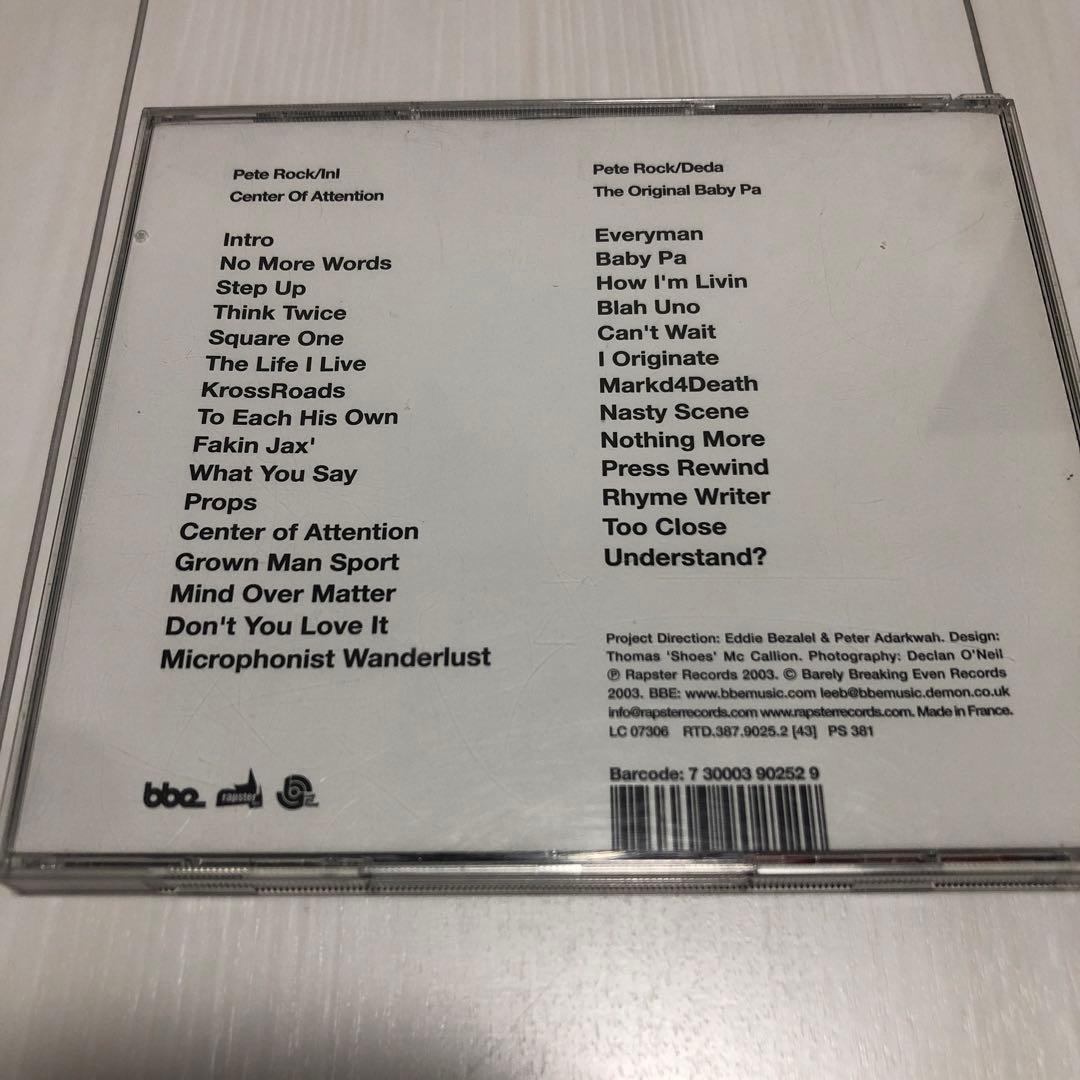 Pete Rock/InI
Center Of Attention
Intro
No More Words
Step Up
Think Twice
Square One
The Life I Live
KrossRoads
To Each His Own
Fakin Jax'
What You Say
Props
Center of Attention
Grown Man Sport
Mind Over Matter
Don't You Love It
Microphonist Wanderlust
Pete Rock/Deda
The Original Baby Pa
Everyman
Baby Pa
How I'm Livin
Blah Uno
Can't Wait
I Originate
Markd4Death
Nasty Scene
Nothing More
Press Rewind
Rhyme Writer
Too Close
Understand?
Project Direction: Eddie Bezalel & Peter Adarkwah. Design:
Thomas 'Shoes' Mc Callion. Photography: Declan O'Neil
℗ Rapster Records 2003. © Barely Breaking Even Records
2003. BBE: www.bbemusic.com leeb@bbemusic.demon.co.uk
info@rapsterrecords.com www.rapsterrecords.com. Made in France.
LC 07306 RTD.387.9025.2 [43] PS 381
bbe rapster
Barcode: 7 30003 90252 9